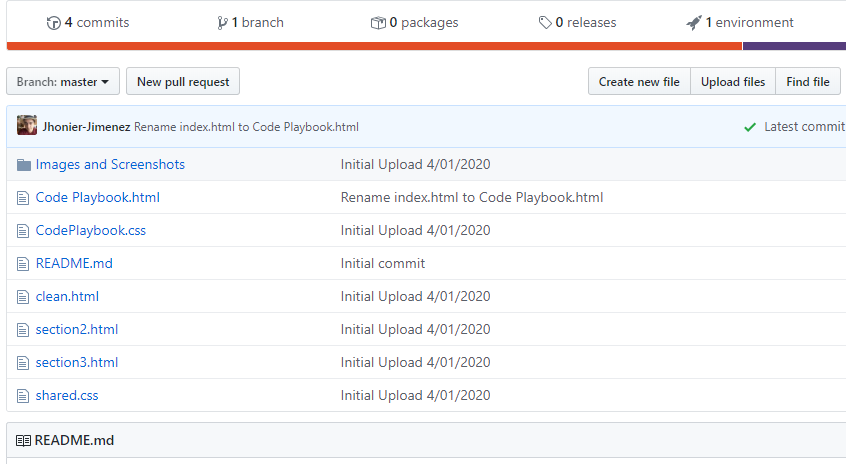 4 commits 1 branch 0 packages 0 releases 1 environment
Branch: master New pull request Create new file Upload files Find file
Jhonier-Jimenez Rename index.html to Code Playbook.html Latest commit
Images and Screenshots Initial Upload 4/01/2020
Code Playbook.html Rename index.html to Code Playbook.html
CodePlaybook.css Initial Upload 4/01/2020
README.md Initial commit
clean.html Initial Upload 4/01/2020
section2.html Initial Upload 4/01/2020
section3.html Initial Upload 4/01/2020
shared.css Initial Upload 4/01/2020
README.md